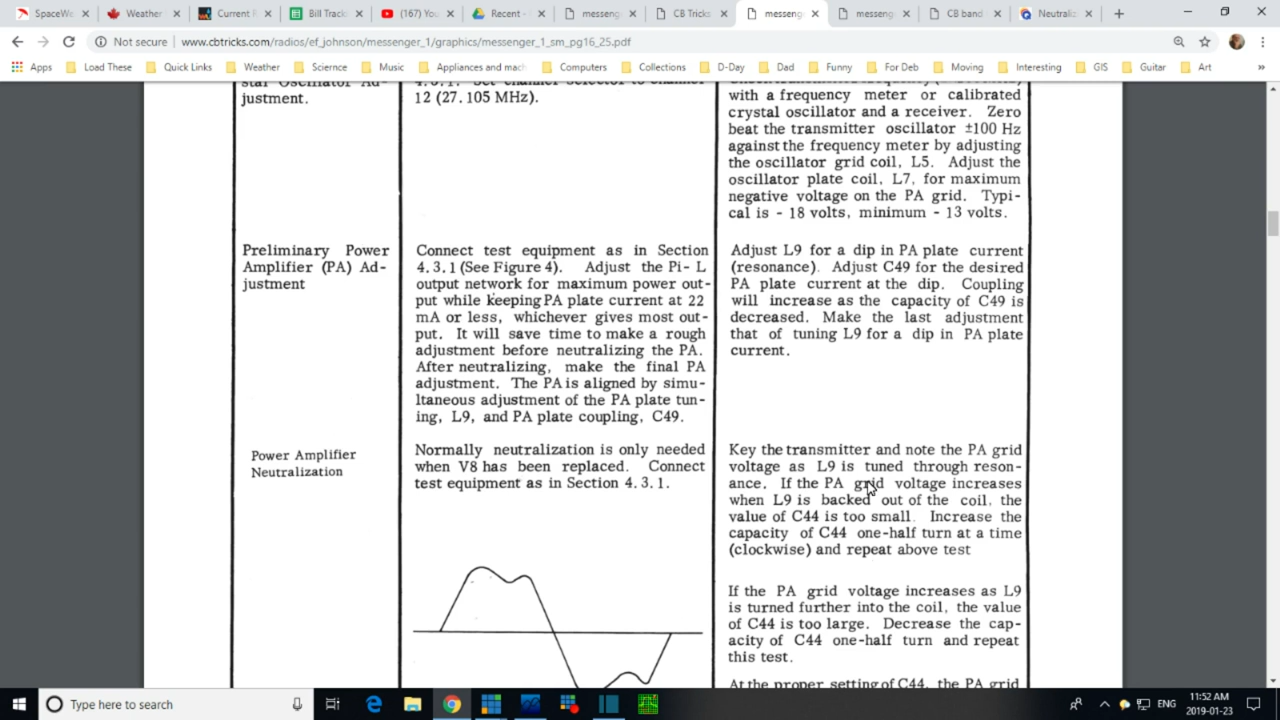 SpaceWe
Weather
Current R
Bill Track
(167) You
Recent -
messeng
CB Tricks
messeng
messeng
CB band
Neutraliz
Not secure
www.cbtricks.com/radios/ef_johnson/messenger_1/graphics/messenger_1_sm_pg16_25.pdf
Apps
Load These
Quick Links
Weather
Sciernce
Music
Appliances and mach
Computers
Collections
D-Day
Dad
Funny
For Deb
Moving
Interesting
GIS
Guitar
Art
»
justment.
12 (27.105 MHz).
with a frequency meter or calibrated
crystal oscillator and a receiver. Zero
beat the transmitter oscillator ±100 Hz
against the frequency meter by adjusting
the oscillator grid coil, L5. Adjust the
oscillator plate coil, L7, for maximum
negative voltage on the PA grid. Typi-
cal is - 18 volts, minimum - 13 volts.
Preliminary Power
Amplifier (PA) Ad-
justment
Connect test equipment as in Section
4.3.1 (See Figure 4). Adjust the Pi- L
output network for maximum power out-
put while keeping PA plate current at 22
mA or less, whichever gives most out-
put. It will save time to make a rough
adjustment before neutralizing the PA.
After neutralizing, make the final PA
adjustment. The PA is aligned by simu-
ltaneous adjustment of the PA plate tun-
ing, L9, and PA plate coupling, C49.
Adjust L9 for a dip in PA plate current
(resonance). Adjust C49 for the desired
PA plate current at the dip. Coupling
will increase as the capacity of C49 is
decreased. Make the last adjustment
that of tuning L9 for a dip in PA plate
current.
Power Amplifier
Neutralization
Normally neutralization is only needed
when V8 has been replaced. Connect
test equipment as in Section 4.3.1.
Key the transmitter and note the PA grid
voltage as L9 is tuned through reson-
ance. If the PA grid voltage increases
when L9 is backed out of the coil, the
value of C44 is too small. Increase the
capacity of C44 one-half turn at a time
(clockwise) and repeat above test
If the PA grid voltage increases as L9
is turned further into the coil, the value
of C44 is too large. Decrease the cap-
acity of C44 one-half turn and repeat
this test.
At the proper setting of C44, the PA grid
Type here to search
ENG
11:52 AM
2019-01-23